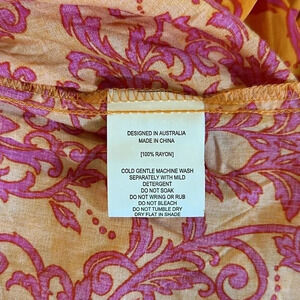 DESIGNED IN AUSTRALIA
MADE IN CHINA
[100% RAYON]
COLD GENTLE MACHINE WASH
SEPARATELY WITH MILD
DETERGENT
DO NOT SOAK
DO NOT WRING OR RUB
DO NOT BLEACH
DO NOT TUMBLE DRY
DRY FLAT IN SHADE